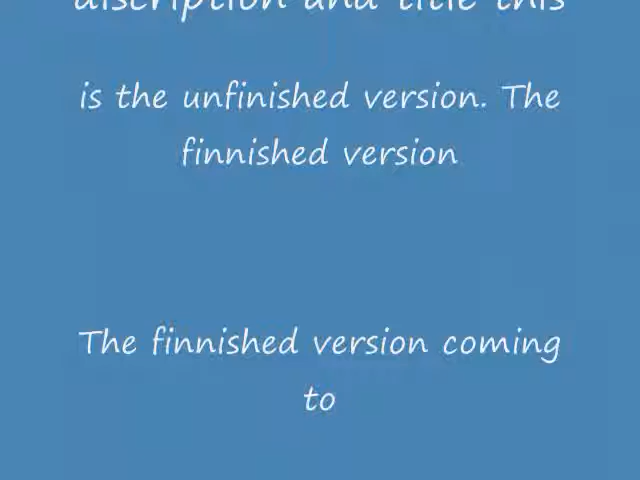 discription and title this
is the unfinished version. The
finnished version
The finnished version coming
to